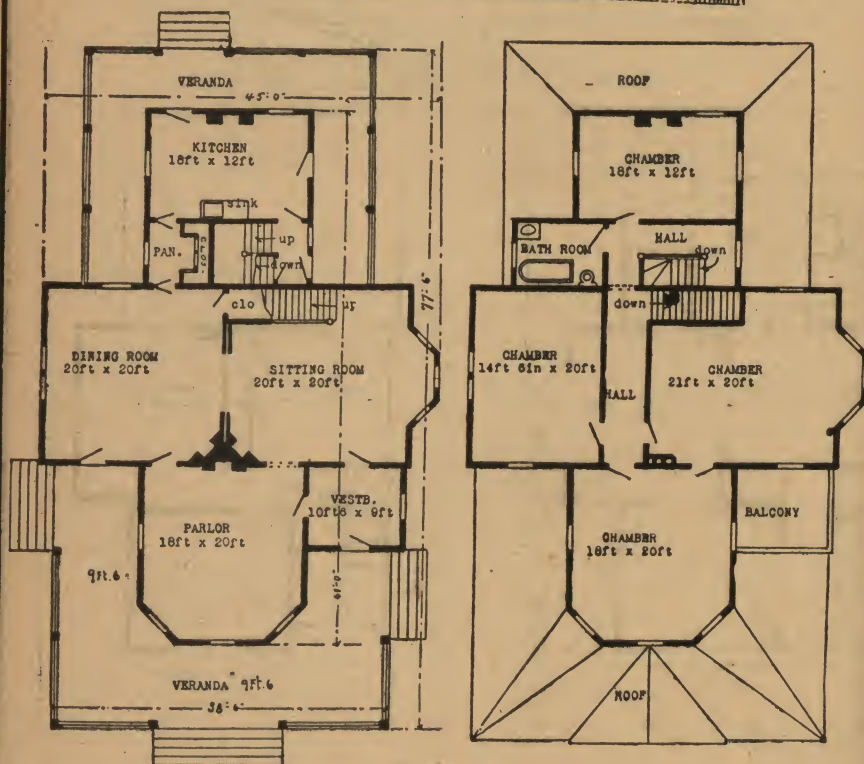 VERANDA
45'-0"
KITCHEN
18ft x 12ft
sink
PAN.
CLOS.
up
down
clo
up
77'-6"
DINING ROOM
20ft x 20ft
SITTING ROOM
20ft x 20ft
PARLOR
18ft x 20ft
VESTB.
10ft6 x 9ft
9ft.6
VERANDA 9ft.6
38'-6"
ROOF
CHAMBER
18ft x 12ft
BATH ROOM
HALL
down
down
CHAMBER
14ft 6in x 20ft
HALL
CHAMBER
21ft x 20ft
CHAMBER
18ft x 20ft
BALCONY
ROOF